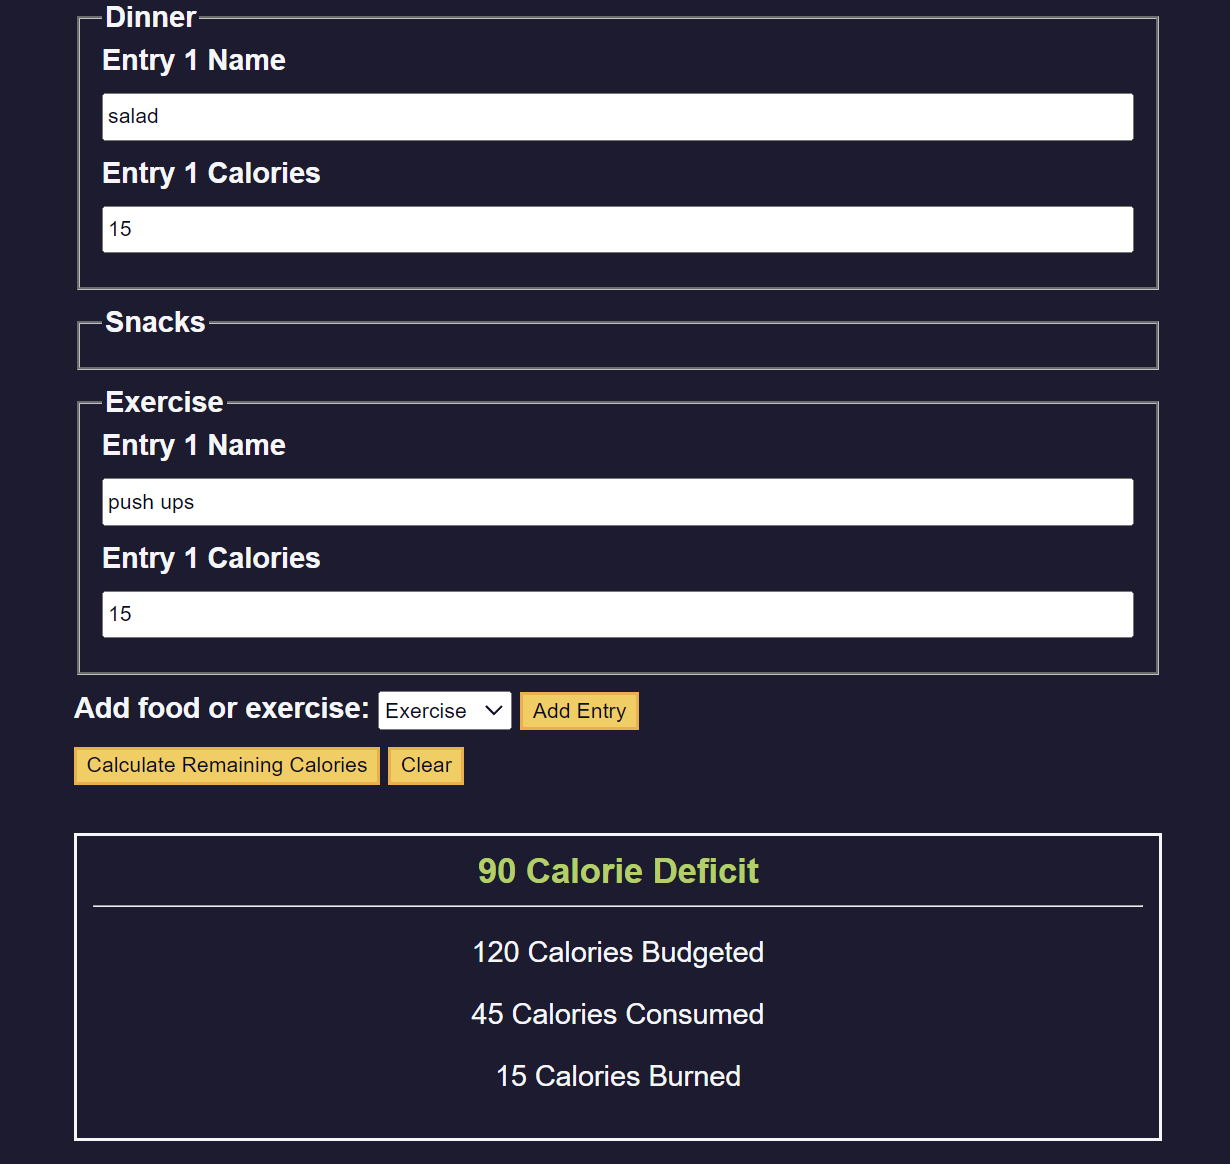 Dinner
Entry 1 Name
salad
Entry 1 Calories
15
Snacks
Exercise
Entry 1 Name
push ups
Entry 1 Calories
15
Add food or exercise: Exercise Add Entry
Calculate Remaining Calories Clear
90 Calorie Deficit
120 Calories Budgeted
45 Calories Consumed
15 Calories Burned